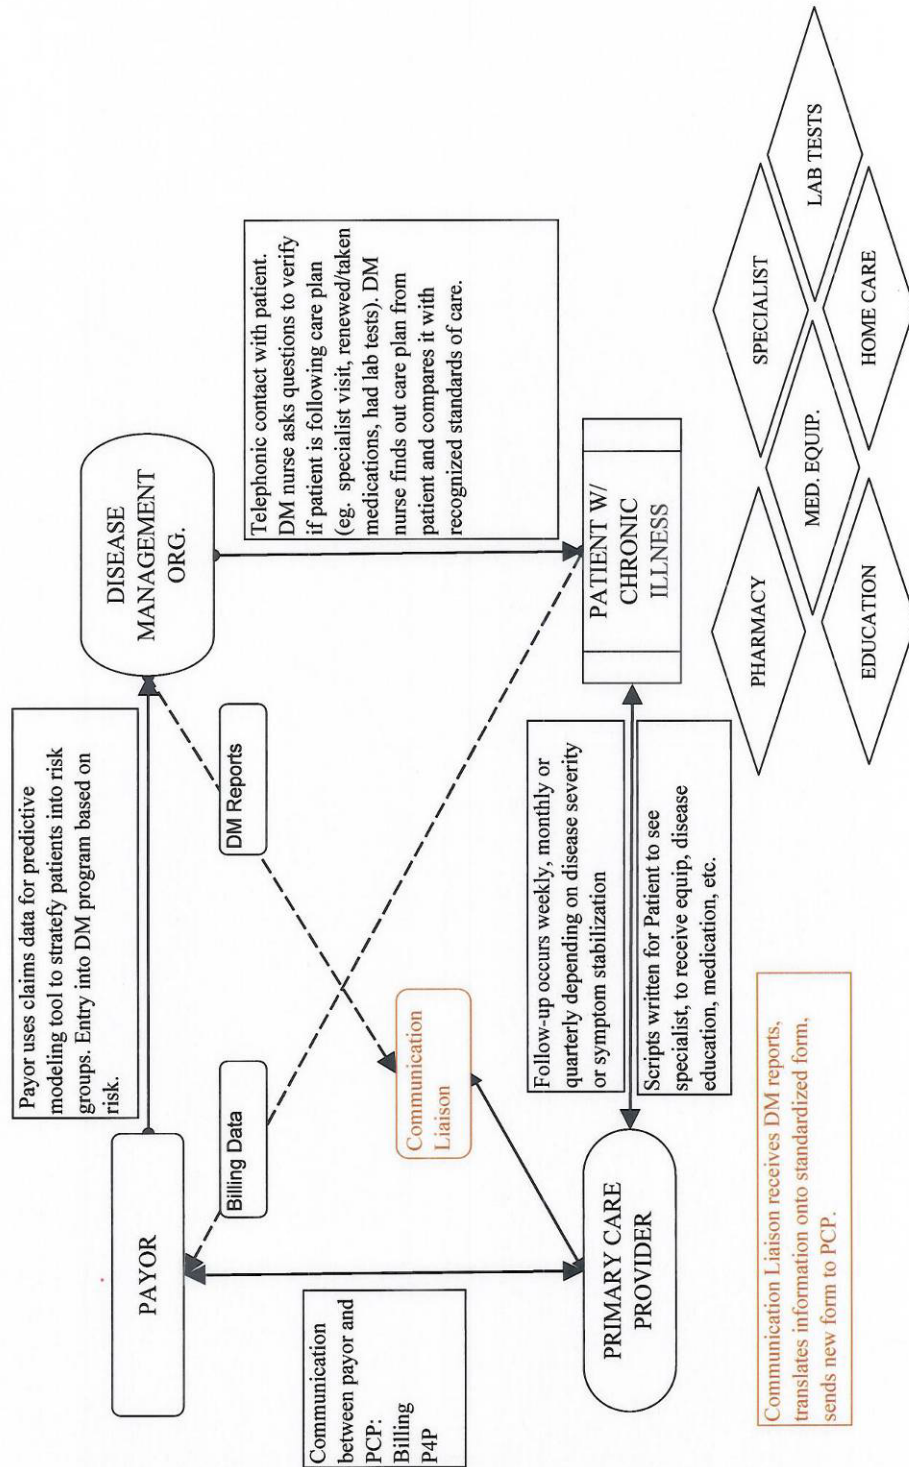 Payor uses claims data for predictive
modeling tool to stratefy patients into risk
groups. Entry into DM program based on
risk.
PAYOR
DISEASE
MANAGEMENT
ORG.
Billing Data
DM Reports
Communication
between payor and
PCP:
Billing
P4P
Communication
Liaison
Telephonic contact with patient.
DM nurse asks questions to verify
if patient is following care plan
(eg. specialist visit, renewed/taken
medications, had lab tests). DM
nurse finds out care plan from
patient and compares it with
recognized standards of care.
Follow-up occurs weekly, monthly or
quarterly depending on disease severity
or symptom stabilization
PRIMARY CARE
PROVIDER
PATIENT W/
CHRONIC
ILLNESS
Scripts written for Patient to see
specialist, to receive equip, disease
education, medication, etc.
Communication Liaison receives DM reports,
translates information onto standardized form,
sends new form to PCP.
PHARMACY
SPECIALIST
MED. EQUIP.
LAB TESTS
EDUCATION
HOME CARE